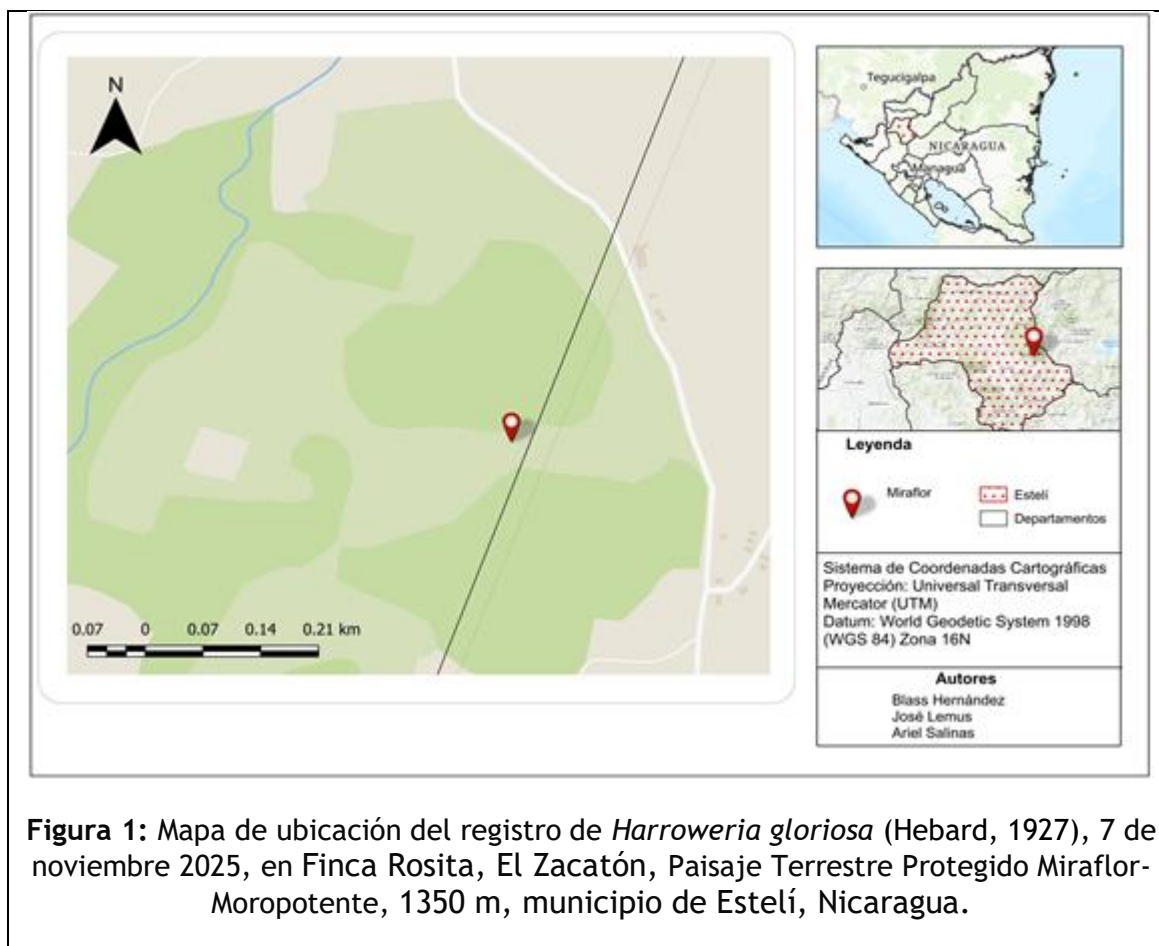 N
0.07 0 0.07 0.14 0.21 km
Tegucigalpa
NICARAGUA
Managua
Leyenda
Miraflor
Estelí
Departamentos
Sistema de Coordenadas Cartográficas
Proyección: Universal Transversal
Mercator (UTM)
Datum: World Geodetic System 1998
(WGS 84) Zona 16N
Autores
Blass Hernández
José Lemus
Ariel Salinas
Figura 1: Mapa de ubicación del registro de Harroweria gloriosa (Hebard, 1927), 7 de
noviembre 2025, en Finca Rosita, El Zacatón, Paisaje Terrestre Protegido Miraflor-
Moropotente, 1350 m, municipio de Estelí, Nicaragua.